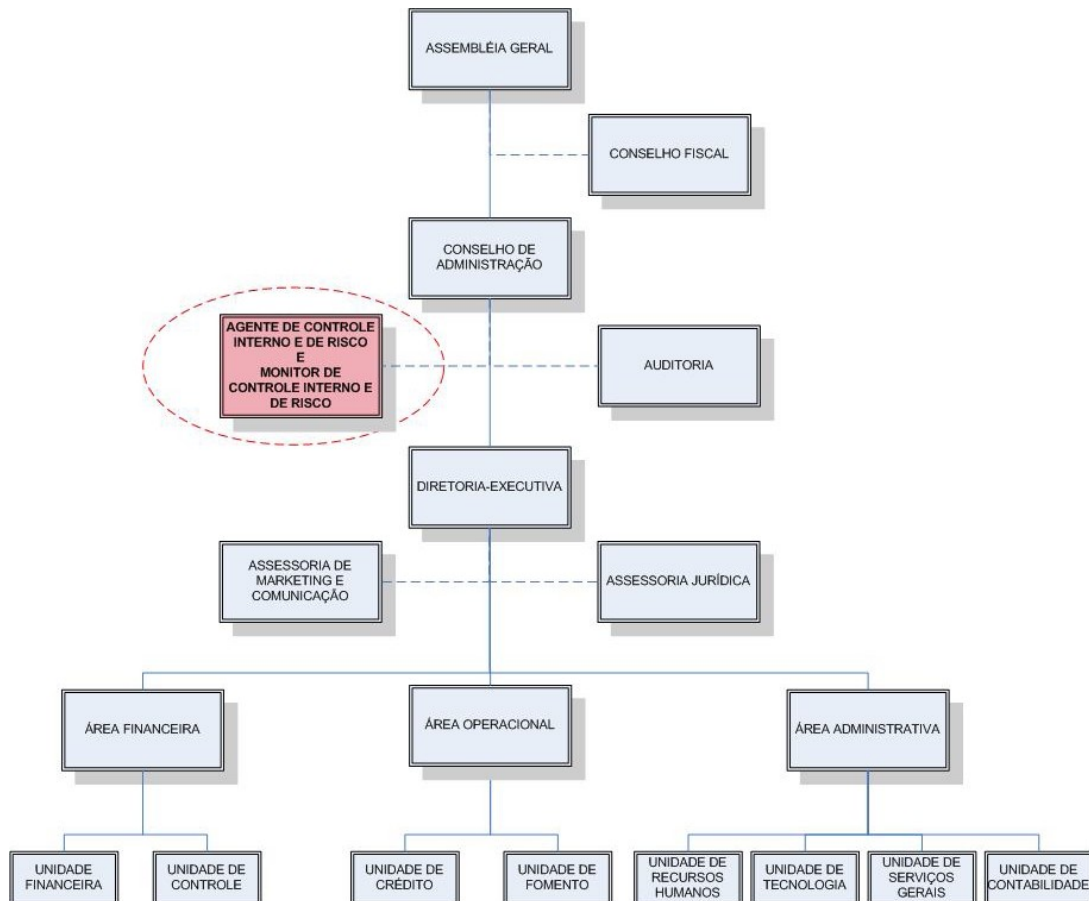 ASSEMBLÉIA GERAL
CONSELHO FISCAL
CONSELHO DE
ADMINISTRAÇÃO
AGENTE DE CONTROLE
INTERNO E DE RISCO
E
MONITOR DE
CONTROLE INTERNO E
DE RISCO
AUDITORIA
DIRETORIA-EXECUTIVA
ASSESSORIA DE
MARKETING E
COMUNICAÇÃO
ASSESSORIA JURÍDICA
ÁREA FINANCEIRA
ÁREA OPERACIONAL
ÁREA ADMINISTRATIVA
UNIDADE
FINANCEIRA
UNIDADE DE
CONTROLE
UNIDADE DE
CRÉDITO
UNIDADE DE
FOMENTO
UNIDADE DE
RECURSOS
HUMANOS
UNIDADE DE
TECNOLOGIA
UNIDADE DE
SERVIÇOS
GERAIS
UNIDADE DE
CONTABILIDADE